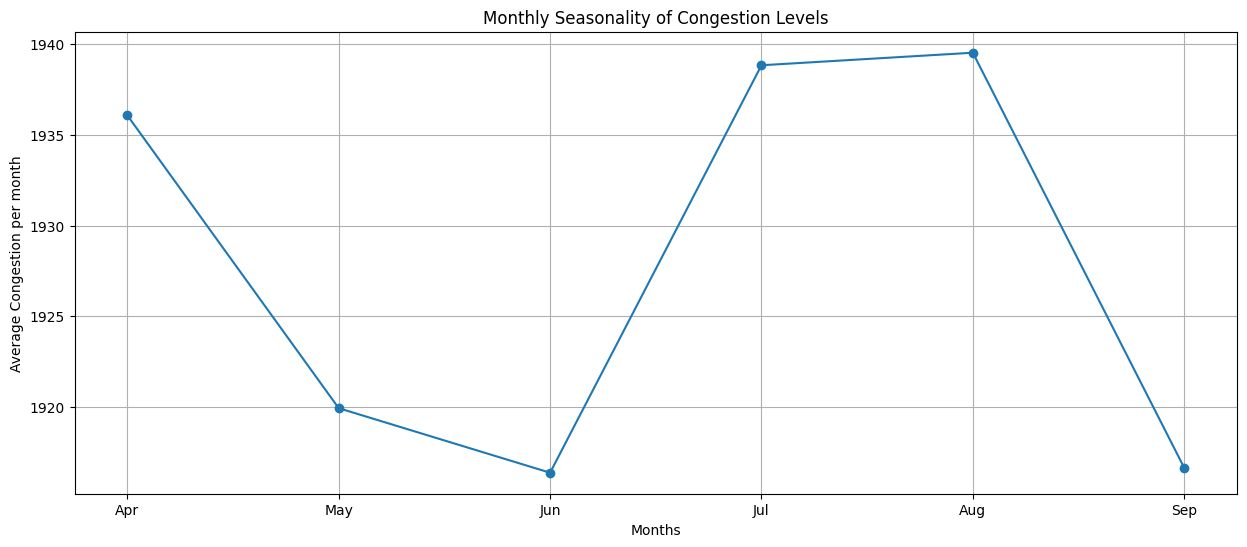 Monthly Seasonality of Congestion Levels
Average Congestion per month
1940
1935
1930
1925
1920
Apr May Jun Jul Aug Sep
Months